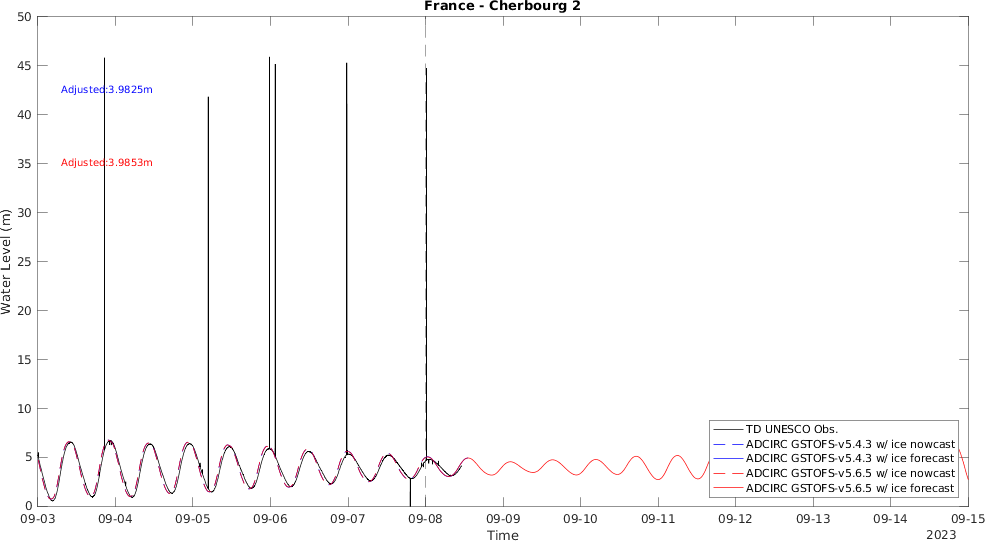 France - Cherbourg 2
50
45
40
35
30
25
20
15
10
5
0
Water Level (m)
Adjusted:3.9825m
Adjusted:3.9853m
TD UNESCO Obs.
ADCIRC GSTOFS-v5.4.3 w/ ice nowcast
ADCIRC GSTOFS-v5.4.3 w/ ice forecast
ADCIRC GSTOFS-v5.6.5 w/ ice nowcast
ADCIRC GSTOFS-v5.6.5 w/ ice forecast
09-03 09-04 09-05 09-06 09-07 09-08 09-09 09-10 09-11 09-12 09-13 09-14 09-15
Time
2023